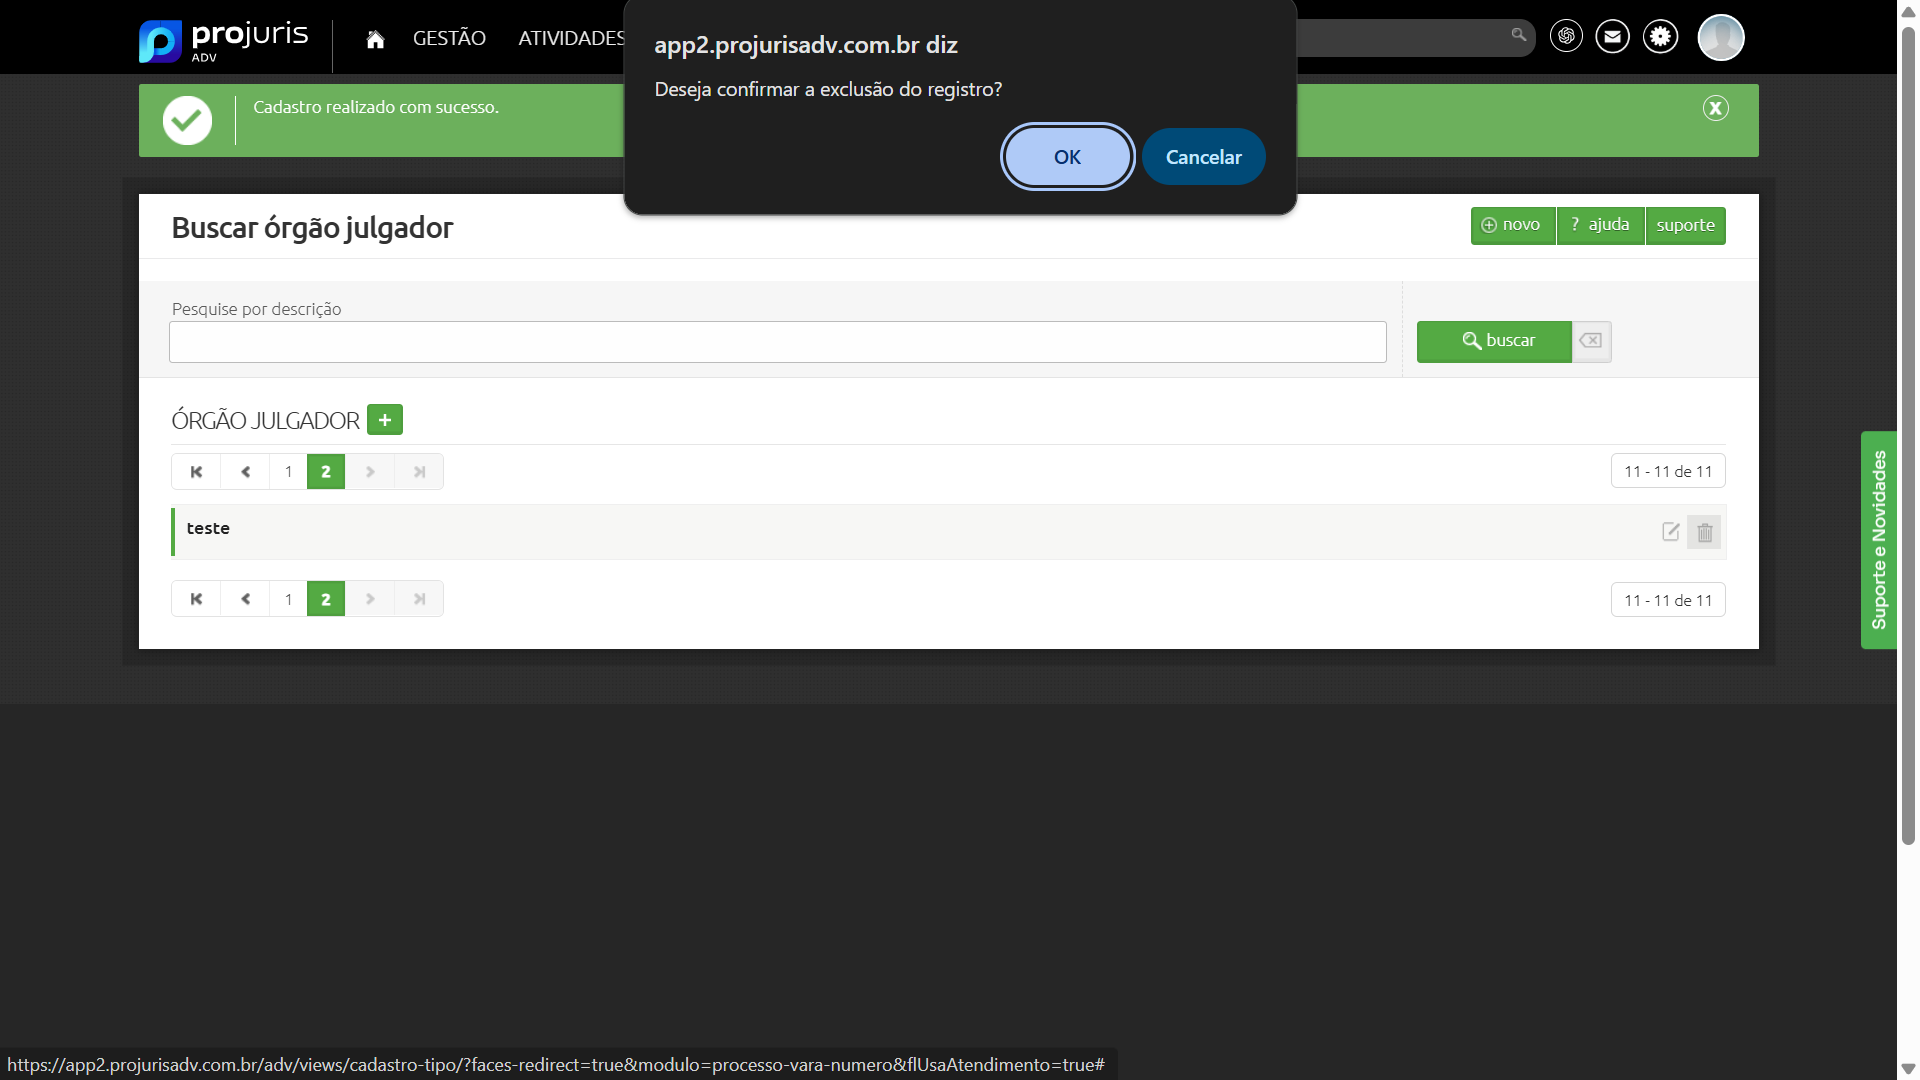 projuris
ADV
GESTÃO
ATIVIDADES
app2.projurisadv.com.br diz
Deseja confirmar a exclusão do registro?
OK
Cancelar
Cadastro realizado com sucesso.
X
Buscar órgão julgador
novo
? ajuda
suporte
Pesquise por descrição
buscar
ÓRGÃO JULGADOR +
1 2
11 - 11 de 11
teste
1 2
11 - 11 de 11
Suporte e Novidades
https://app2.projurisadv.com.br/adv/views/cadastro-tipo/?faces-redirect=true&modulo=processo-vara-numero&flUsaAtendimento=true#